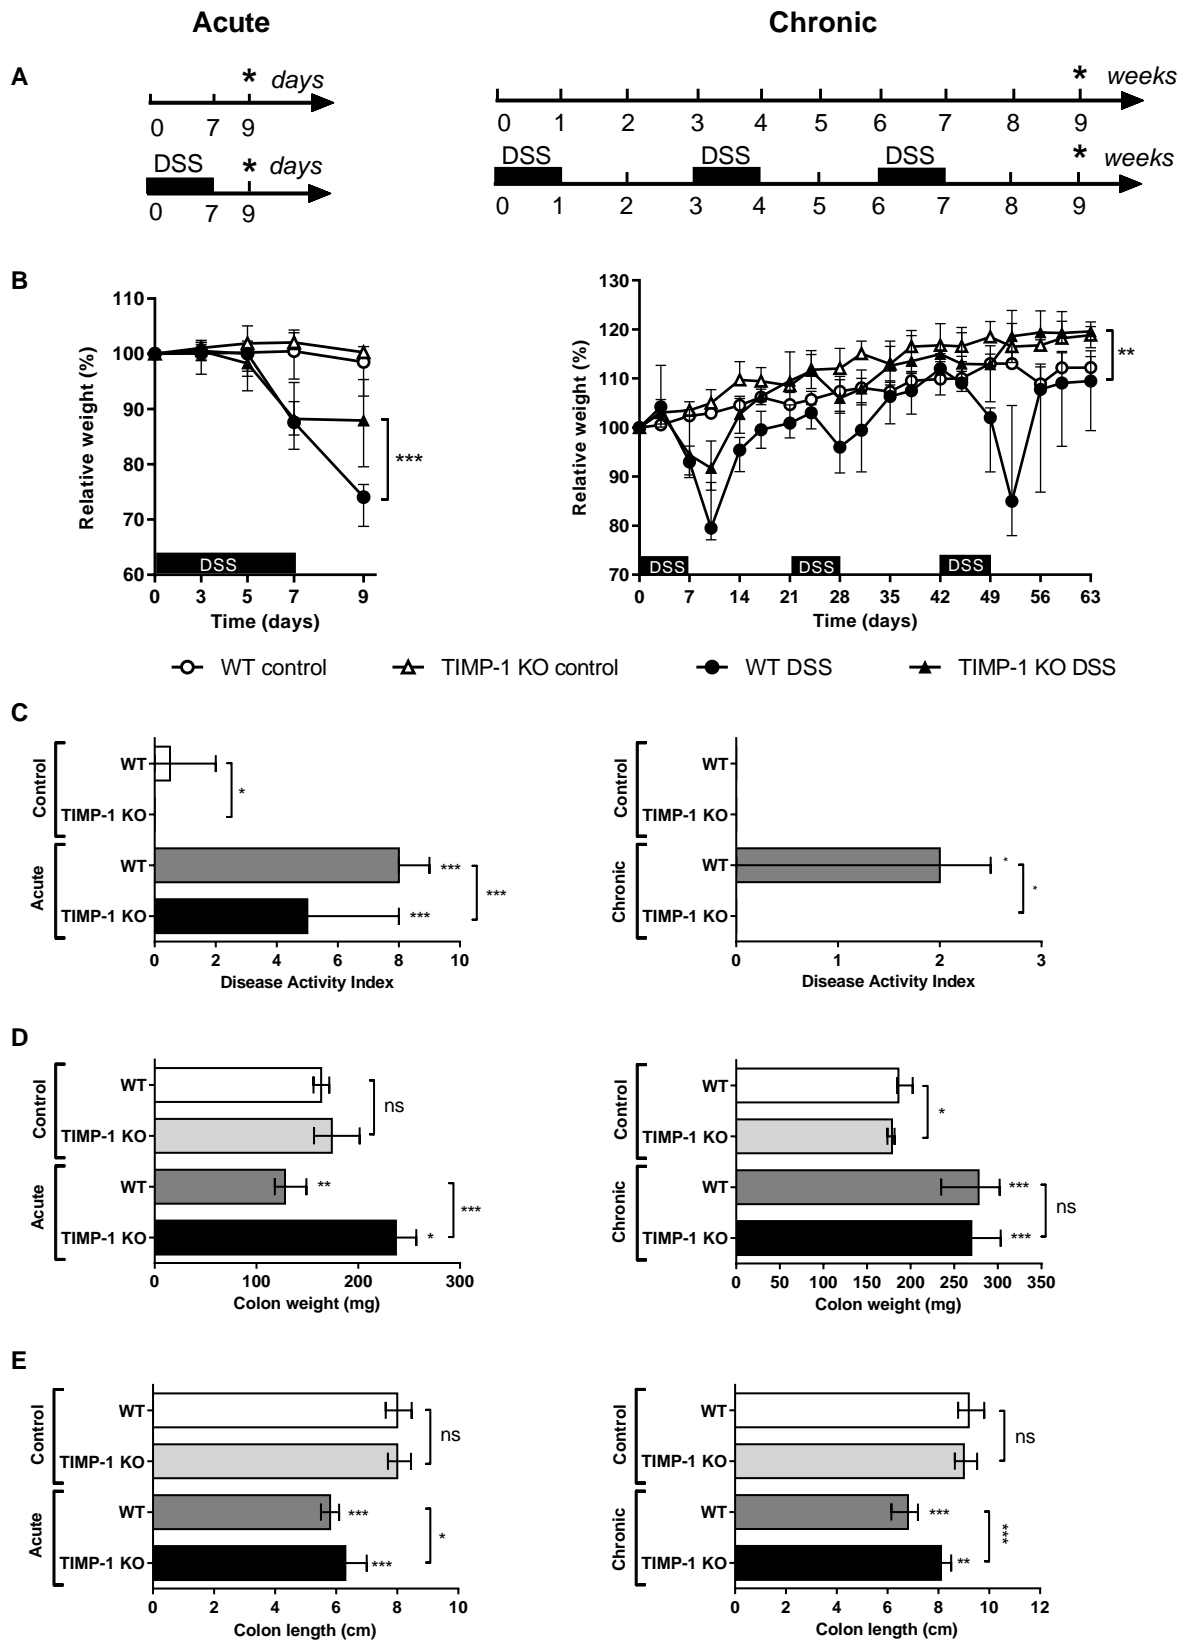 Acute Chronic
A
* days
0 7 9
DSS * days
0 7 9
* weeks
0 1 2 3 4 5 6 7 8 9
DSS DSS DSS * weeks
0 1 2 3 4 5 6 7 8 9
B
Relative weight (%)
110
100
90
80
70
60
***
DSS
0 3 5 7 9
Time (days)
Relative weight (%)
130
120
110
100
90
80
70
**
DSS DSS DSS
0 7 14 21 28 35 42 49 56 63
Time (days)
WT control TIMP-1 KO control WT DSS TIMP-1 KO DSS
C
Control
WT
TIMP-1 KO
*
Acute
WT ***
TIMP-1 KO ***
***
0 2 4 6 8 10
Disease Activity Index
Control
WT
TIMP-1 KO
Chronic
WT *
TIMP-1 KO
*
0 1 2 3
Disease Activity Index
D
Control
WT
TIMP-1 KO
ns
Acute
WT **
TIMP-1 KO *
***
0 100 200 300
Colon weight (mg)
Control
WT
TIMP-1 KO
*
Chronic
WT ***
TIMP-1 KO ***
ns
0 50 100 150 200 250 300 350
Colon weight (mg)
E
Control
WT
TIMP-1 KO
ns
Acute
WT ***
TIMP-1 KO ***
*
0 2 4 6 8 10
Colon length (cm)
Control
WT
TIMP-1 KO
ns
Chronic
WT ***
TIMP-1 KO **
***
0 2 4 6 8 10 12
Colon length (cm)